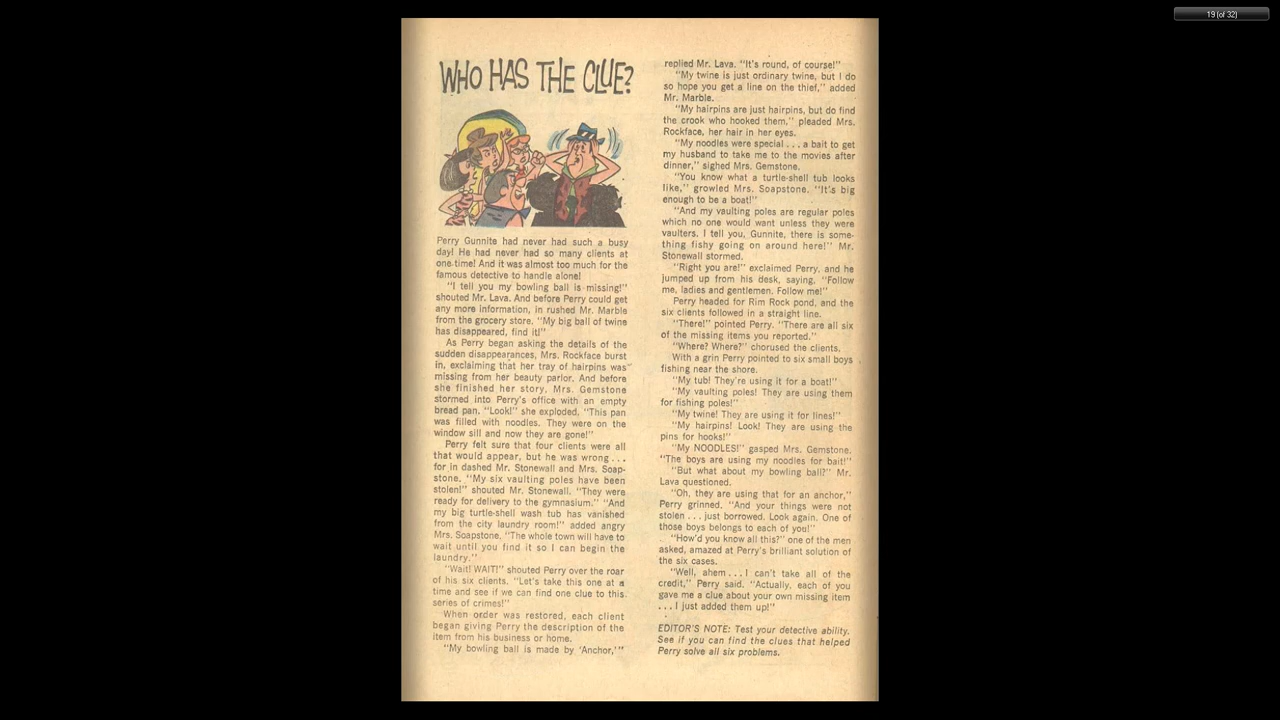 19 (of 32)
WHO HAS THE CLUE?
Perry Gunnite had never had such a busy
day! He had never had so many clients at
one time! And it was almost too much for the
famous detective to handle alone!
"I tell you my bowling ball is missing!"
shouted Mr. Lava. And before Perry could get
any more information, in rushed Mr. Marble
from the grocery store. "My big ball of twine
has disappeared, find it!"
As Perry began asking the details of the
sudden disappearances, Mrs. Rockface burst
in, exclaiming that her tray of hairpins was
missing from her beauty parlor. And before
she finished her story, Mrs. Gemstone
stormed into Perry's office with an empty
bread pan. "Look!" she exploded, "This pan
was filled with noodles. They were on the
window sill and now they are gone!"
Perry felt sure that four clients were all
that would appear, but he was wrong . . .
for in dashed Mr. Stonewall and Mrs. Soap-
stone. "My six vaulting poles have been
stolen!" shouted Mr. Stonewall. "They were
ready for delivery to the gymnasium." "And
my big turtle-shell wash tub has vanished
from the city laundry room!" added angry
Mrs. Soapstone. "The whole town will have to
wait until you find it so I can begin the
laundry."
"Wait! WAIT!" shouted Perry over the roar
of his six clients. "Let's take this one at a
time and see if we can find one clue to this
series of crimes!"
When order was restored, each client
began giving Perry the description of the
item from his business or home.
"My bowling ball is made by 'Anchor,'"
replied Mr. Lava. "It's round, of course!"
"My twine is just ordinary twine, but I do
so hope you get a line on the thief," added
Mr. Marble.
"My hairpins are just hairpins, but do find
the crook who hooked them," pleaded Mrs.
Rockface, her hair in her eyes.
"My noodles were special . . . a bait to get
my husband to take me to the movies after
dinner," sighed Mrs. Gemstone.
"You know what a turtle-shell tub looks
like," growled Mrs. Soapstone. "It's big
enough to be a boat!"
"And my vaulting poles are regular poles
which no one would want unless they were
vaulters. I tell you, Gunnite, there is some-
thing fishy going on around here!" Mr.
Stonewall stormed.
"Right you are!" exclaimed Perry, and he
jumped up from his desk, saying, "Follow
me, ladies and gentlemen. Follow me!"
Perry headed for Rim Rock pond, and the
six clients followed in a straight line.
"There!" pointed Perry. "There are all six
of the missing items you reported."
"Where? Where?" chorused the clients.
With a grin Perry pointed to six small boys
fishing near the shore.
"My tub! They're using it for a boat!"
"My vaulting poles! They are using them
for fishing poles!"
"My twine! They are using it for lines!"
"My hairpins! Look! They are using the
pins for hooks!"
"My NOODLES!" gasped Mrs. Gemstone.
"The boys are using my noodles for bait!"
"But what about my bowling ball?" Mr.
Lava questioned.
"Oh, they are using that for an anchor,"
Perry grinned. "And your things were not
stolen . . . just borrowed. Look again. One of
those boys belongs to each of you!"
"How'd you know all this?" one of the men
asked, amazed at Perry's brilliant solution of
the six cases.
"Well, ahem . . . I can't take all of the
credit," Perry said. "Actually, each of you
gave me a clue about your own missing item
. . . I just added them up!"
EDITOR'S NOTE: Test your detective ability.
See if you can find the clues that helped
Perry solve all six problems.